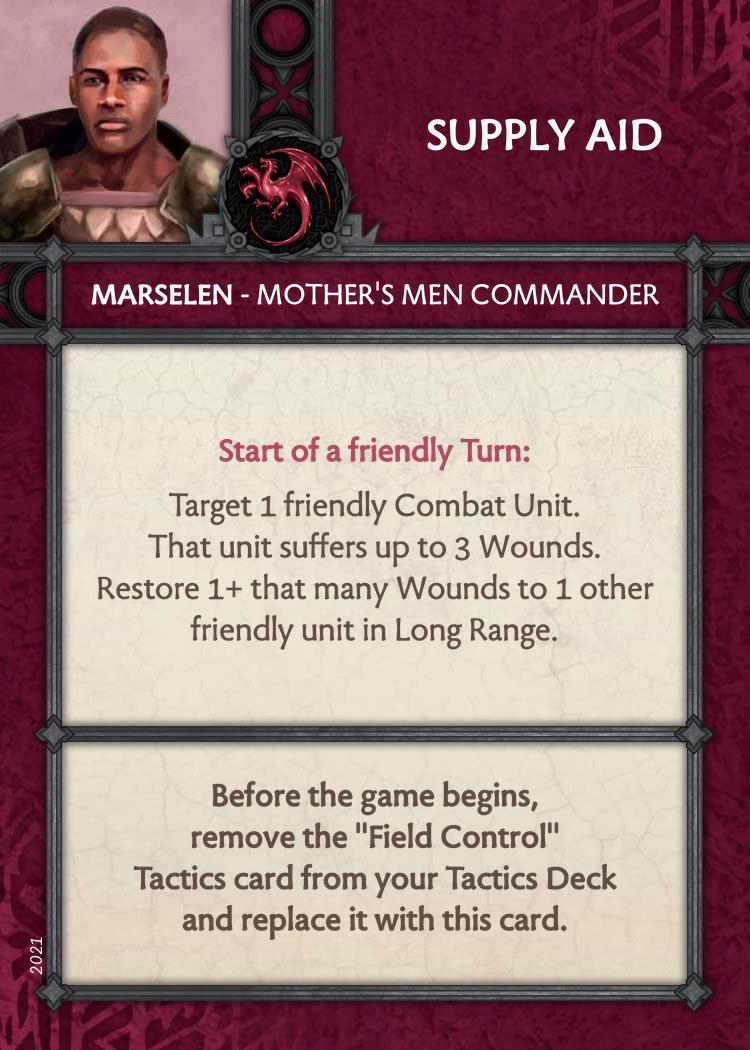 SUPPLY AID
MARSELEN - MOTHER'S MEN COMMANDER
Start of a friendly Turn:
Target 1 friendly Combat Unit.
That unit suffers up to 3 Wounds.
Restore 1+ that many Wounds to 1 other
friendly unit in Long Range.
Before the game begins,
remove the "Field Control"
Tactics card from your Tactics Deck
and replace it with this card.
2021